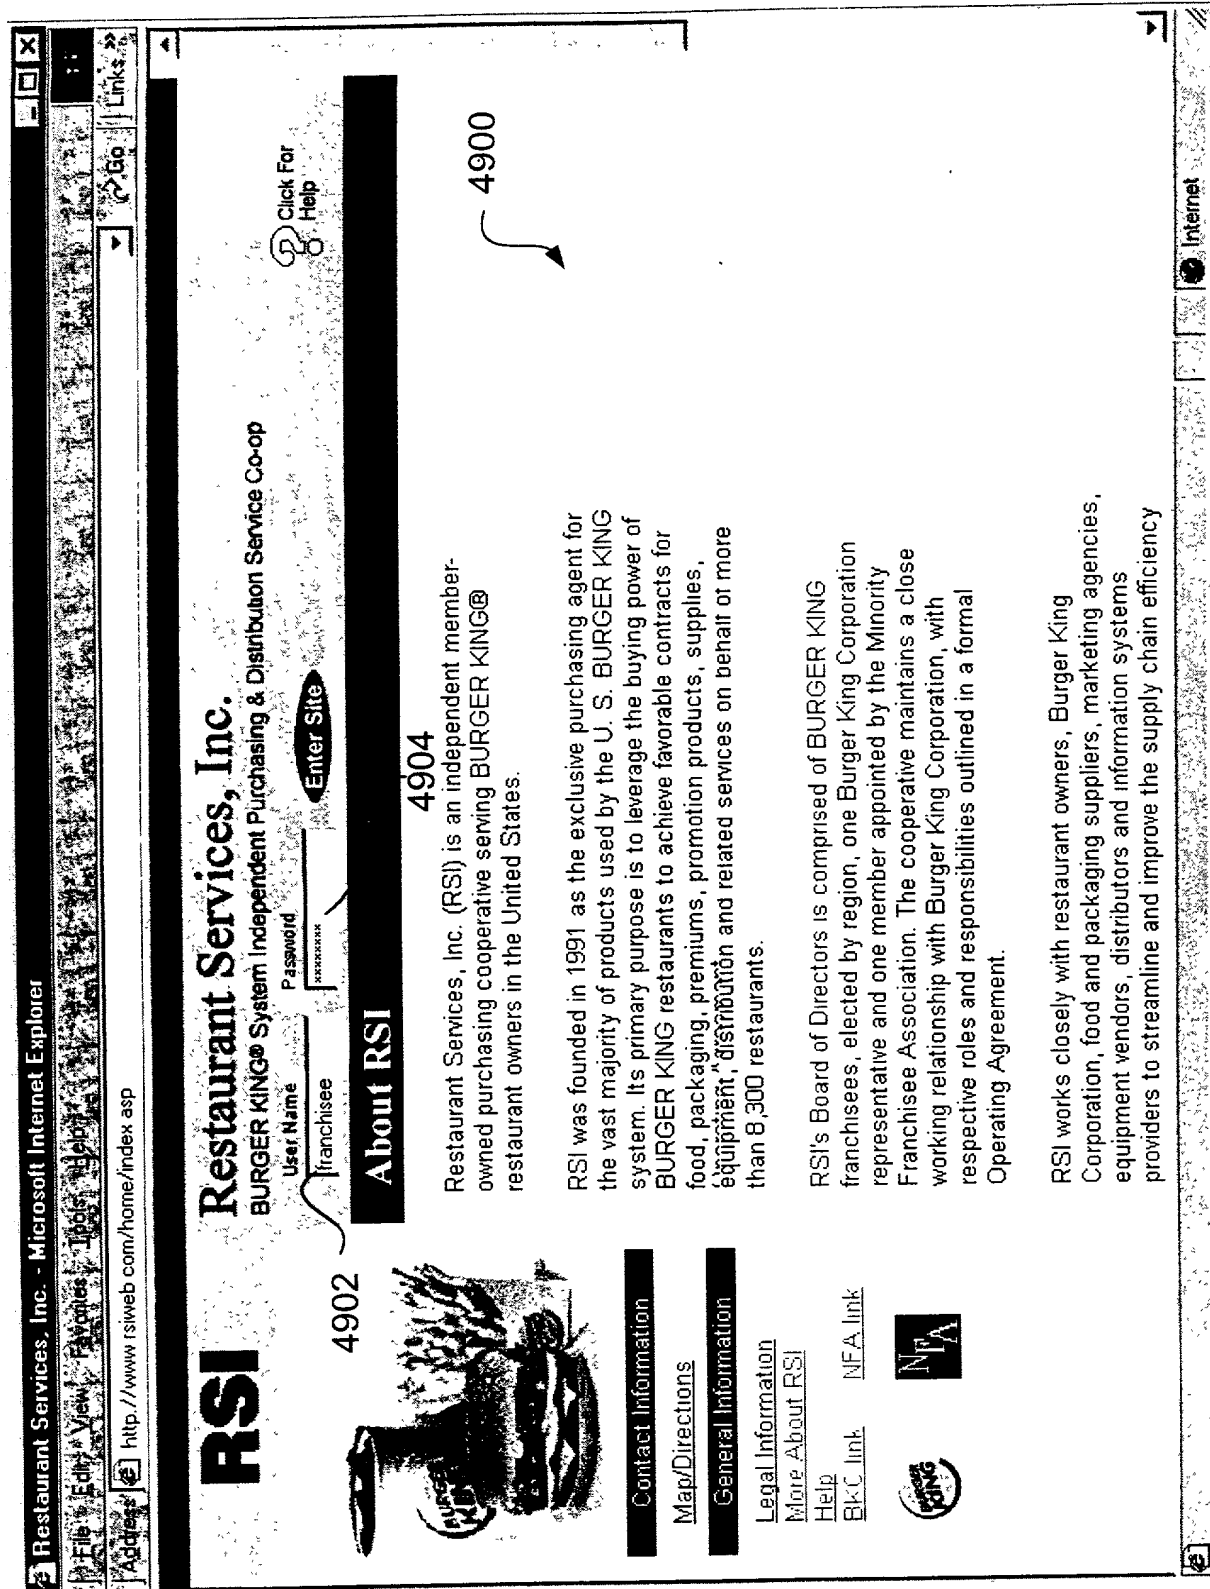 Restaurant Services, Inc. - Microsoft Internet Explorer
File Edit View Favorites Tools Help
Address http://www rsiweb com/home/index asp Go Links »
RSI
Restaurant Services, Inc.
BURGER KING® System Independent Purchasing & Distribution Service Co-op
User Name Password
franchisee xxxxxxxx Enter Site
Click For
Help
4902
4904
4900
About RSI
Restaurant Services, Inc. (RSI) is an independent member-
owned purchasing cooperative serving BURGER KING®
restaurant owners in the United States.
RSI was founded in 1991 as the exclusive purchasing agent for
the vast majority of products used by the U. S. BURGER KING
system. Its primary purpose is to leverage the buying power of
BURGER KING restaurants to achieve favorable contracts for
food, packaging, premiums, promotion products, supplies,
equipment, distribution and related services on behalf of more
than 8,300 restaurants.
RSI's Board of Directors is comprised of BURGER KING
franchisees, elected by region, one Burger King Corporation
representative and one member appointed by the Minority
Franchisee Association. The cooperative maintains a close
working relationship with Burger King Corporation, with
respective roles and responsibilities outlined in a formal
Operating Agreement.
RSI works closely with restaurant owners, Burger King
Corporation, food and packaging suppliers, marketing agencies,
equipment vendors, distributors and information systems
providers to streamline and improve the supply chain efficiency
BURGER
KING
Contact Information
Map/Directions
General Information
Legal Information
More About RSI
Help
BKC link NFA link
BURGER
KING
NFA
Internet